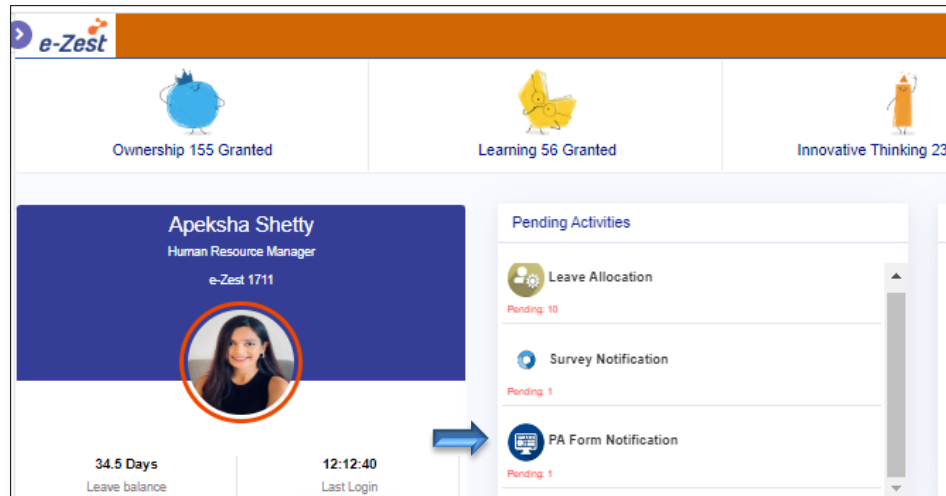 e-Zest
Ownership 155 Granted
Learning 56 Granted
Innovative Thinking 23
Apeksha Shetty
Human Resource Manager
e-Zest 1711
34.5 Days
Leave balance
12:12:40
Last Login
Pending Activities
Leave Allocation
Pending: 10
Survey Notification
Pending: 1
PA Form Notification
Pending: 1